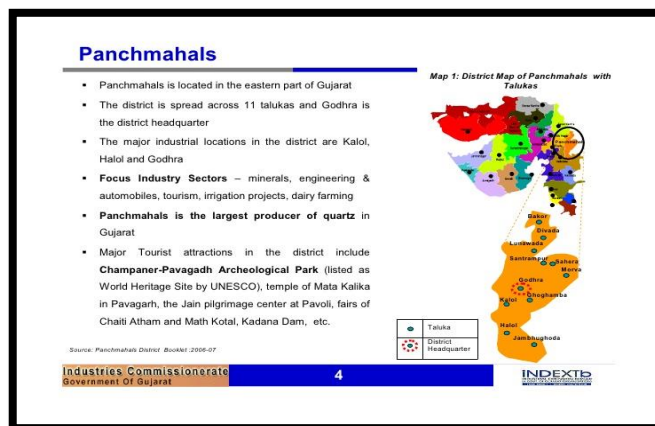 Panchmahals
Panchmahals is located in the eastern part of Gujarat
The district is spread across 11 talukas and Godhra is
the district headquarter
The major industrial locations in the district are Kalol,
Halol and Godhra
Focus Industry Sectors – minerals, engineering &
automobiles, tourism, irrigation projects, dairy farming
Panchmahals is the largest producer of quartz in
Gujarat
Major Tourist attractions in the district include
Champaner-Pavagadh Archeological Park (listed as
World Heritage Site by UNESCO), temple of Mata Kalika
in Pavagarh, the Jain pilgrimage center at Pavoli, fairs of
Chaiti Atham and Math Kotal, Kadana Dam, etc.
Source: Panchmahals District Booklet :2006-07
Map 1: District Map of Panchmahals with
Talukas
Bakor
Divada
Lunawada
Santrampur
Sahera
Morva
Godhra
Ghoghamba
Kalol
Halol
Jambhughoda
Taluka
District
Headquarter
Industries Commissionerate
Government Of Gujarat
4
INDEXTb